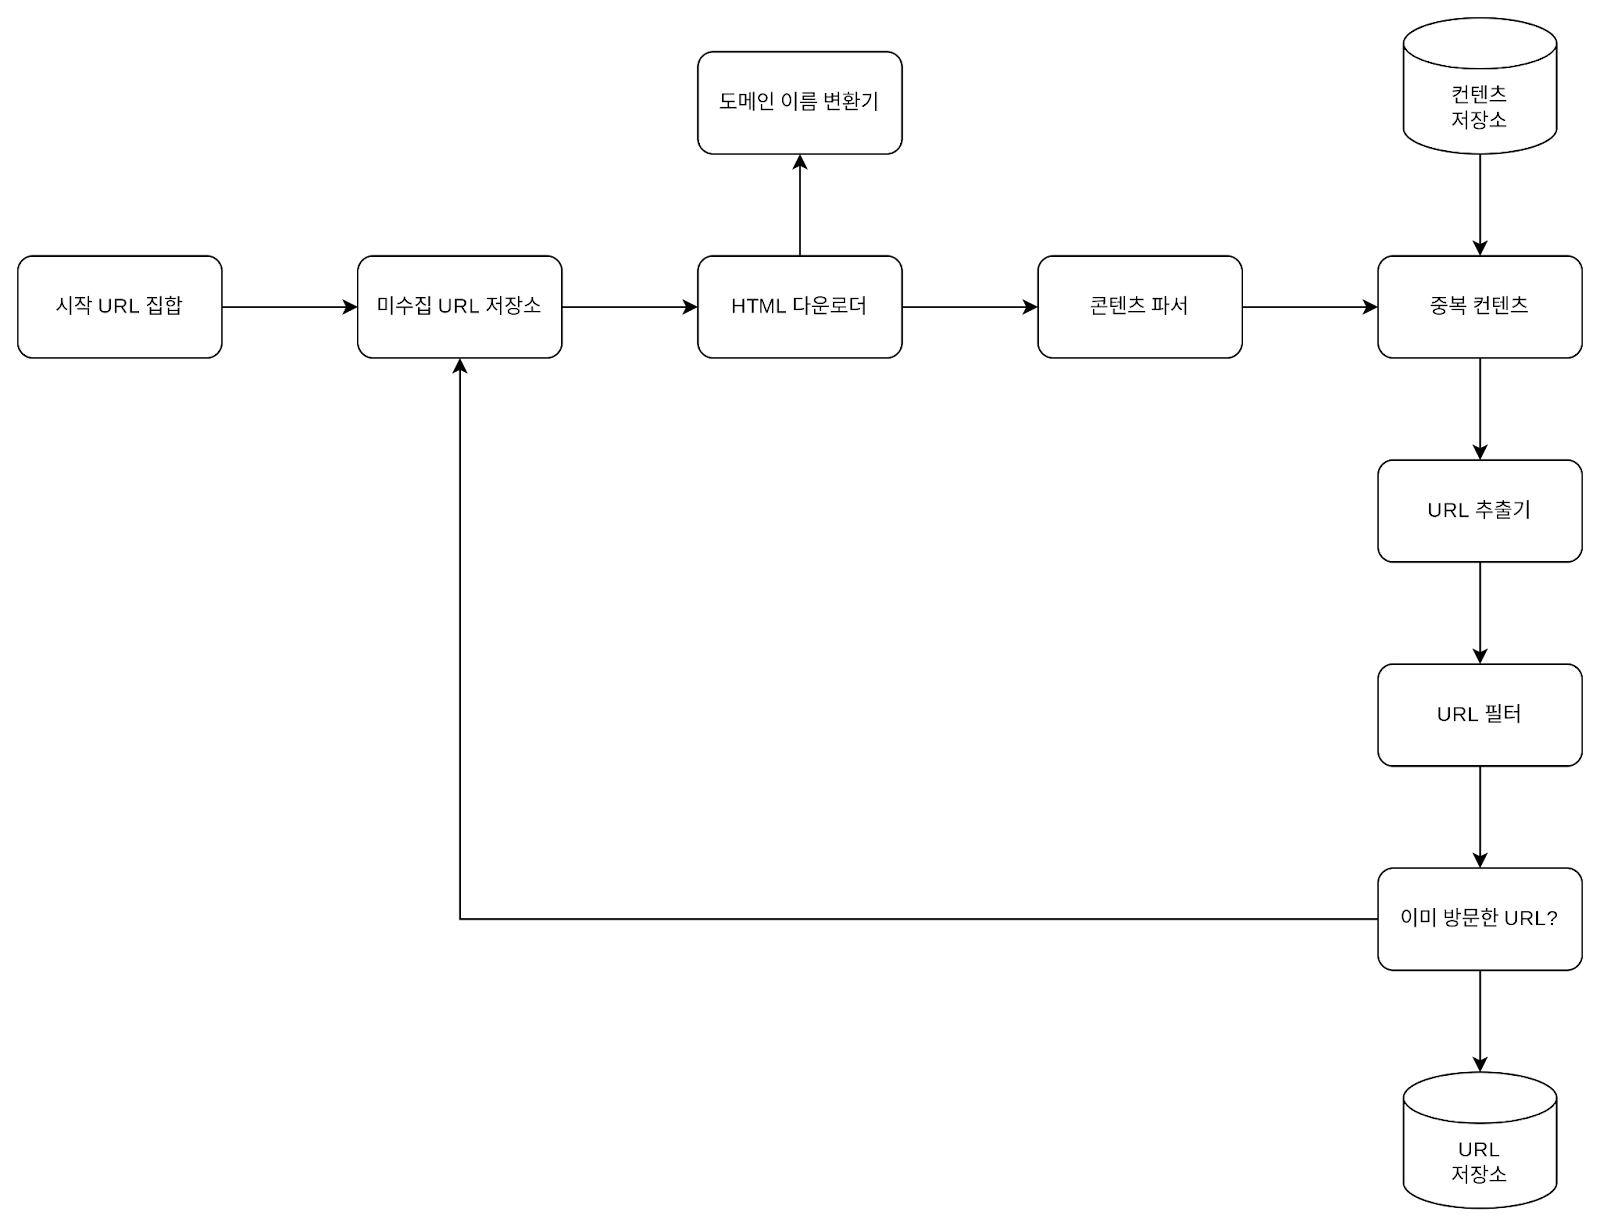 도메인 이름 변환기
컨텐츠
저장소
시작 URL 집합
미수집 URL 저장소
HTML 다운로더
콘텐츠 파서
중복 컨텐츠
URL 추출기
URL 필터
이미 방문한 URL?
URL
저장소